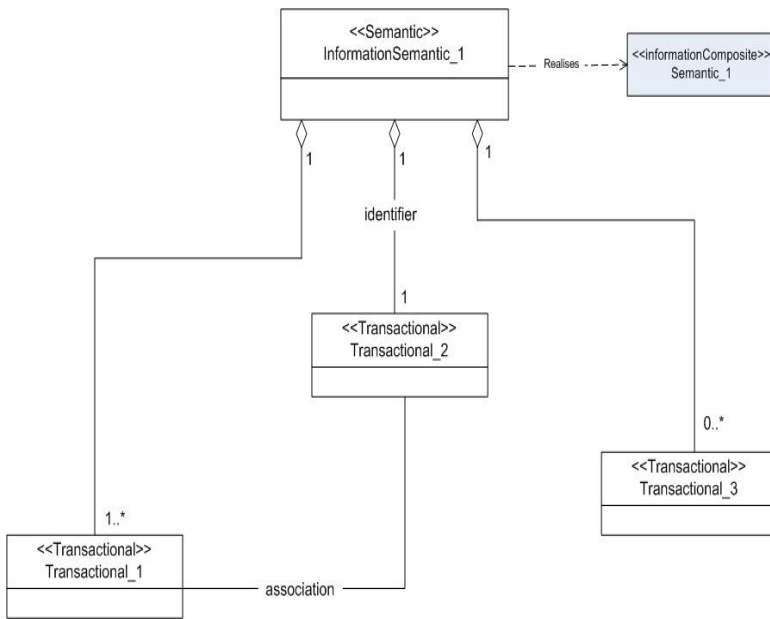 <<Semantic>>
InformationSemantic_1
Realises
<<informationComposite>>
Semantic_1
1
1
1
identifier
1
<<Transactional>>
Transactional_2
0..*
<<Transactional>>
Transactional_3
1..*
<<Transactional>>
Transactional_1
association